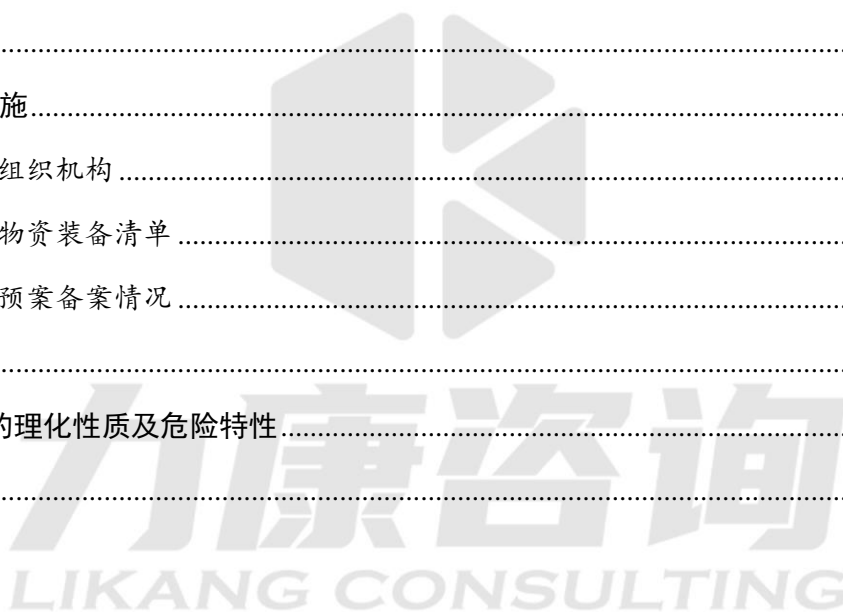 ................................................................
施................................................................
组织机构................................................................
物资装备清单................................................................
预案备案情况................................................................
................................................................
的理化性质及危险特性................................................................
................................................................
力康咨询
LIKANG CONSULTING